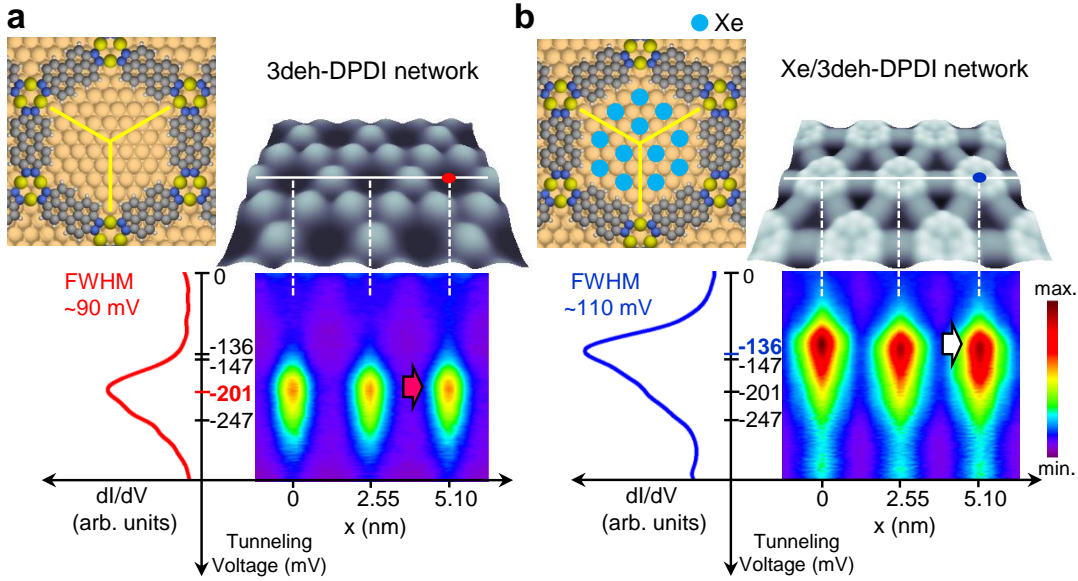 a
3deh-DPDI network
FWHM
~90 mV
0
-136
-147
-201
-247
dI/dV
(arb. units)
0
2.55
5.10
x (nm)
Tunneling
Voltage (mV)
b
Xe
Xe/3deh-DPDI network
FWHM
~110 mV
0
-136
-147
-201
-247
max.
min.
dI/dV
(arb. units)
0
2.55
5.10
x (nm)
Tunneling
Voltage (mV)